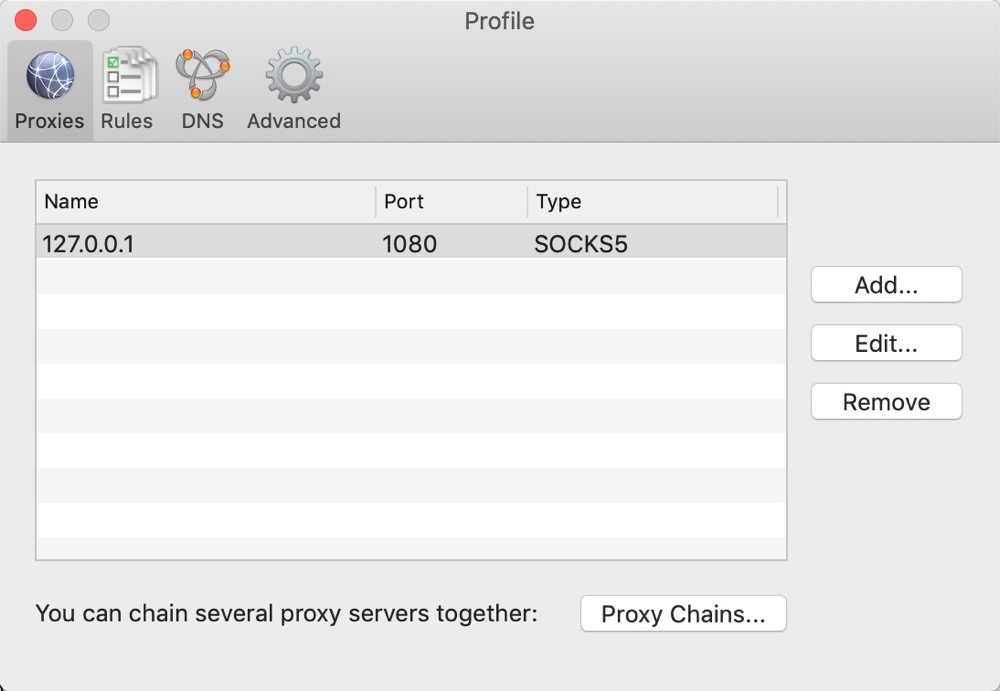 Profile
Proxies Rules DNS Advanced
Name Port Type
127.0.0.1 1080 SOCKS5
Add...
Edit...
Remove
You can chain several proxy servers together: Proxy Chains...